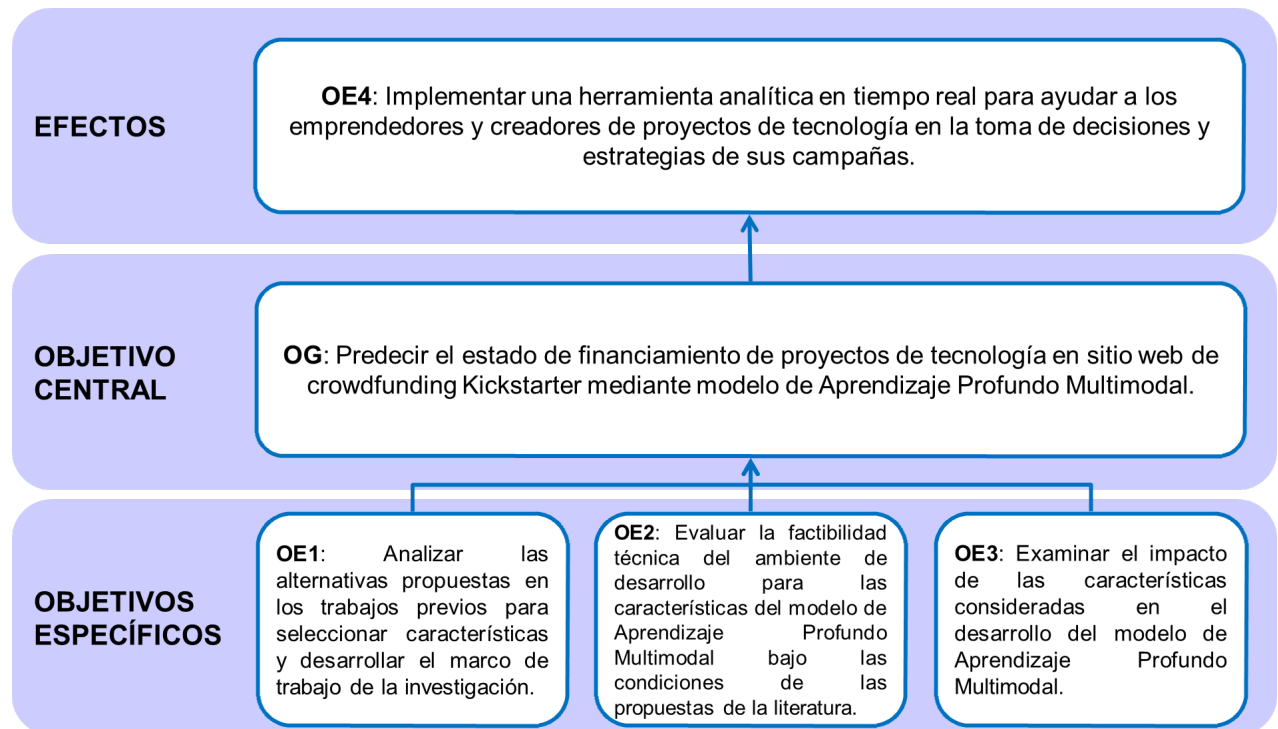 EFECTOS
OE4: Implementar una herramienta analítica en tiempo real para ayudar a los
emprendedores y creadores de proyectos de tecnología en la toma de decisiones y
estrategias de sus campañas.
OBJETIVO
CENTRAL
OG: Predecir el estado de financiamiento de proyectos de tecnología en sitio web de
crowdfunding Kickstarter mediante modelo de Aprendizaje Profundo Multimodal.
OBJETIVOS
ESPECÍFICOS
OE1: Analizar las
alternativas propuestas en
los trabajos previos para
seleccionar características
y desarrollar el marco de
trabajo de la investigación.
OE2: Evaluar la factibilidad
técnica del ambiente de
desarrollo para las
características del modelo de
Aprendizaje Profundo
Multimodal bajo las
condiciones de las
propuestas de la literatura.
OE3: Examinar el impacto
de las características
consideradas en el
desarrollo del modelo de
Aprendizaje Profundo
Multimodal.